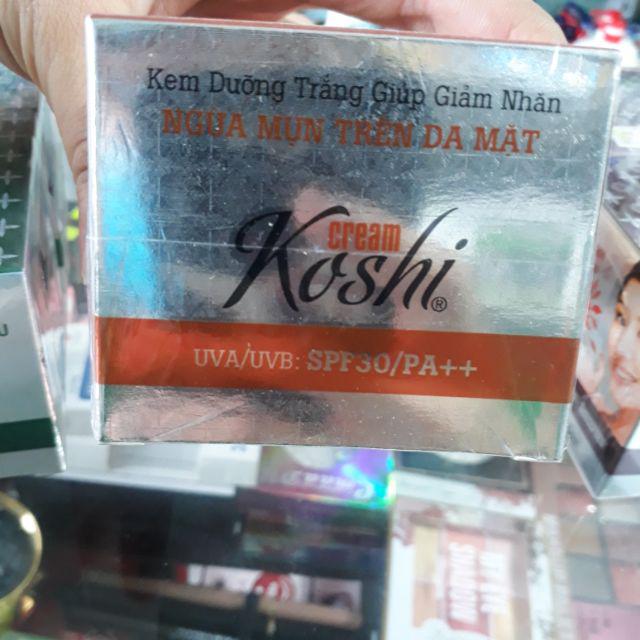 Kem Dưỡng Trắng Giúp Giảm Nhăn
NGỪA MỤN TRÊN DA MẶT
cream
Koshi®
UVA/UVB: SPF30/PA++